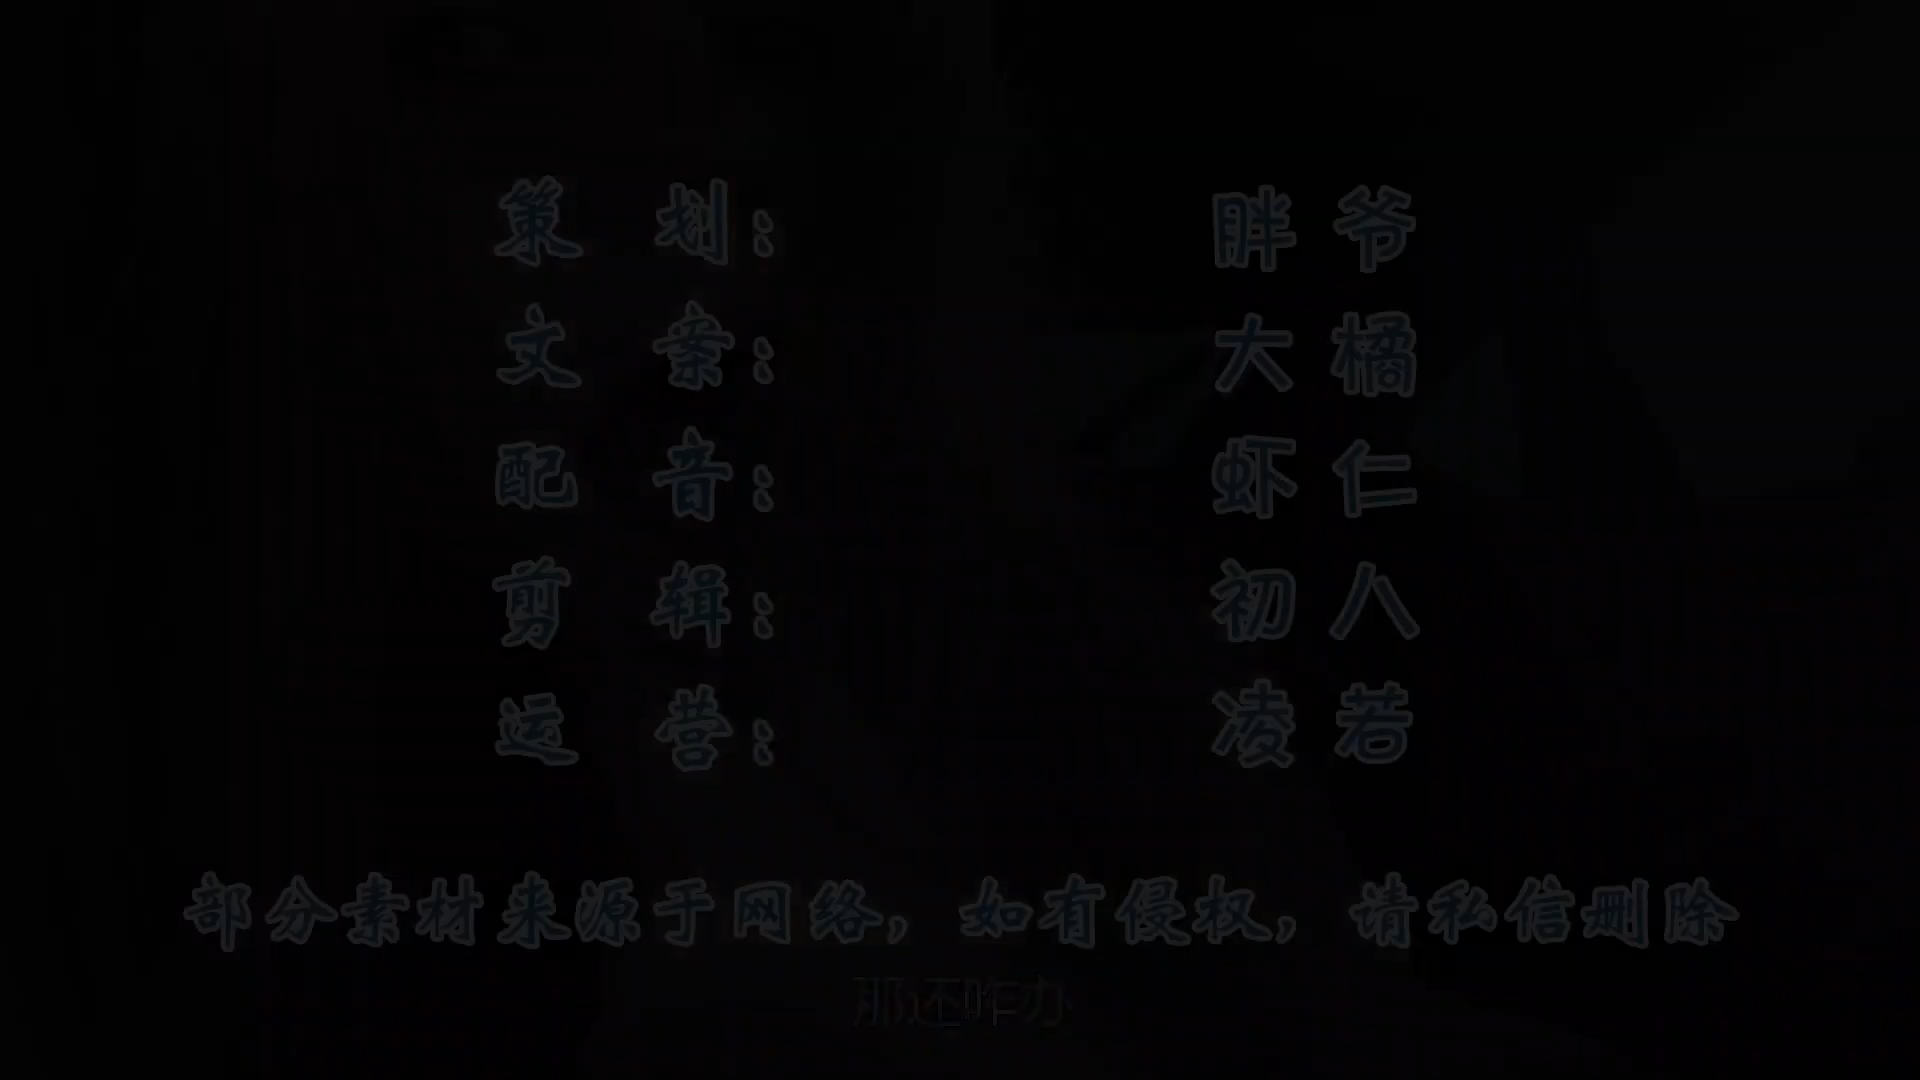 策 划： 胖 爷
文 案： 大 橘
配 音： 虾 仁
剪 辑： 初 八
运 营： 凌 若
部分素材来源于网络，如有侵权，请私信删除
那还咋办